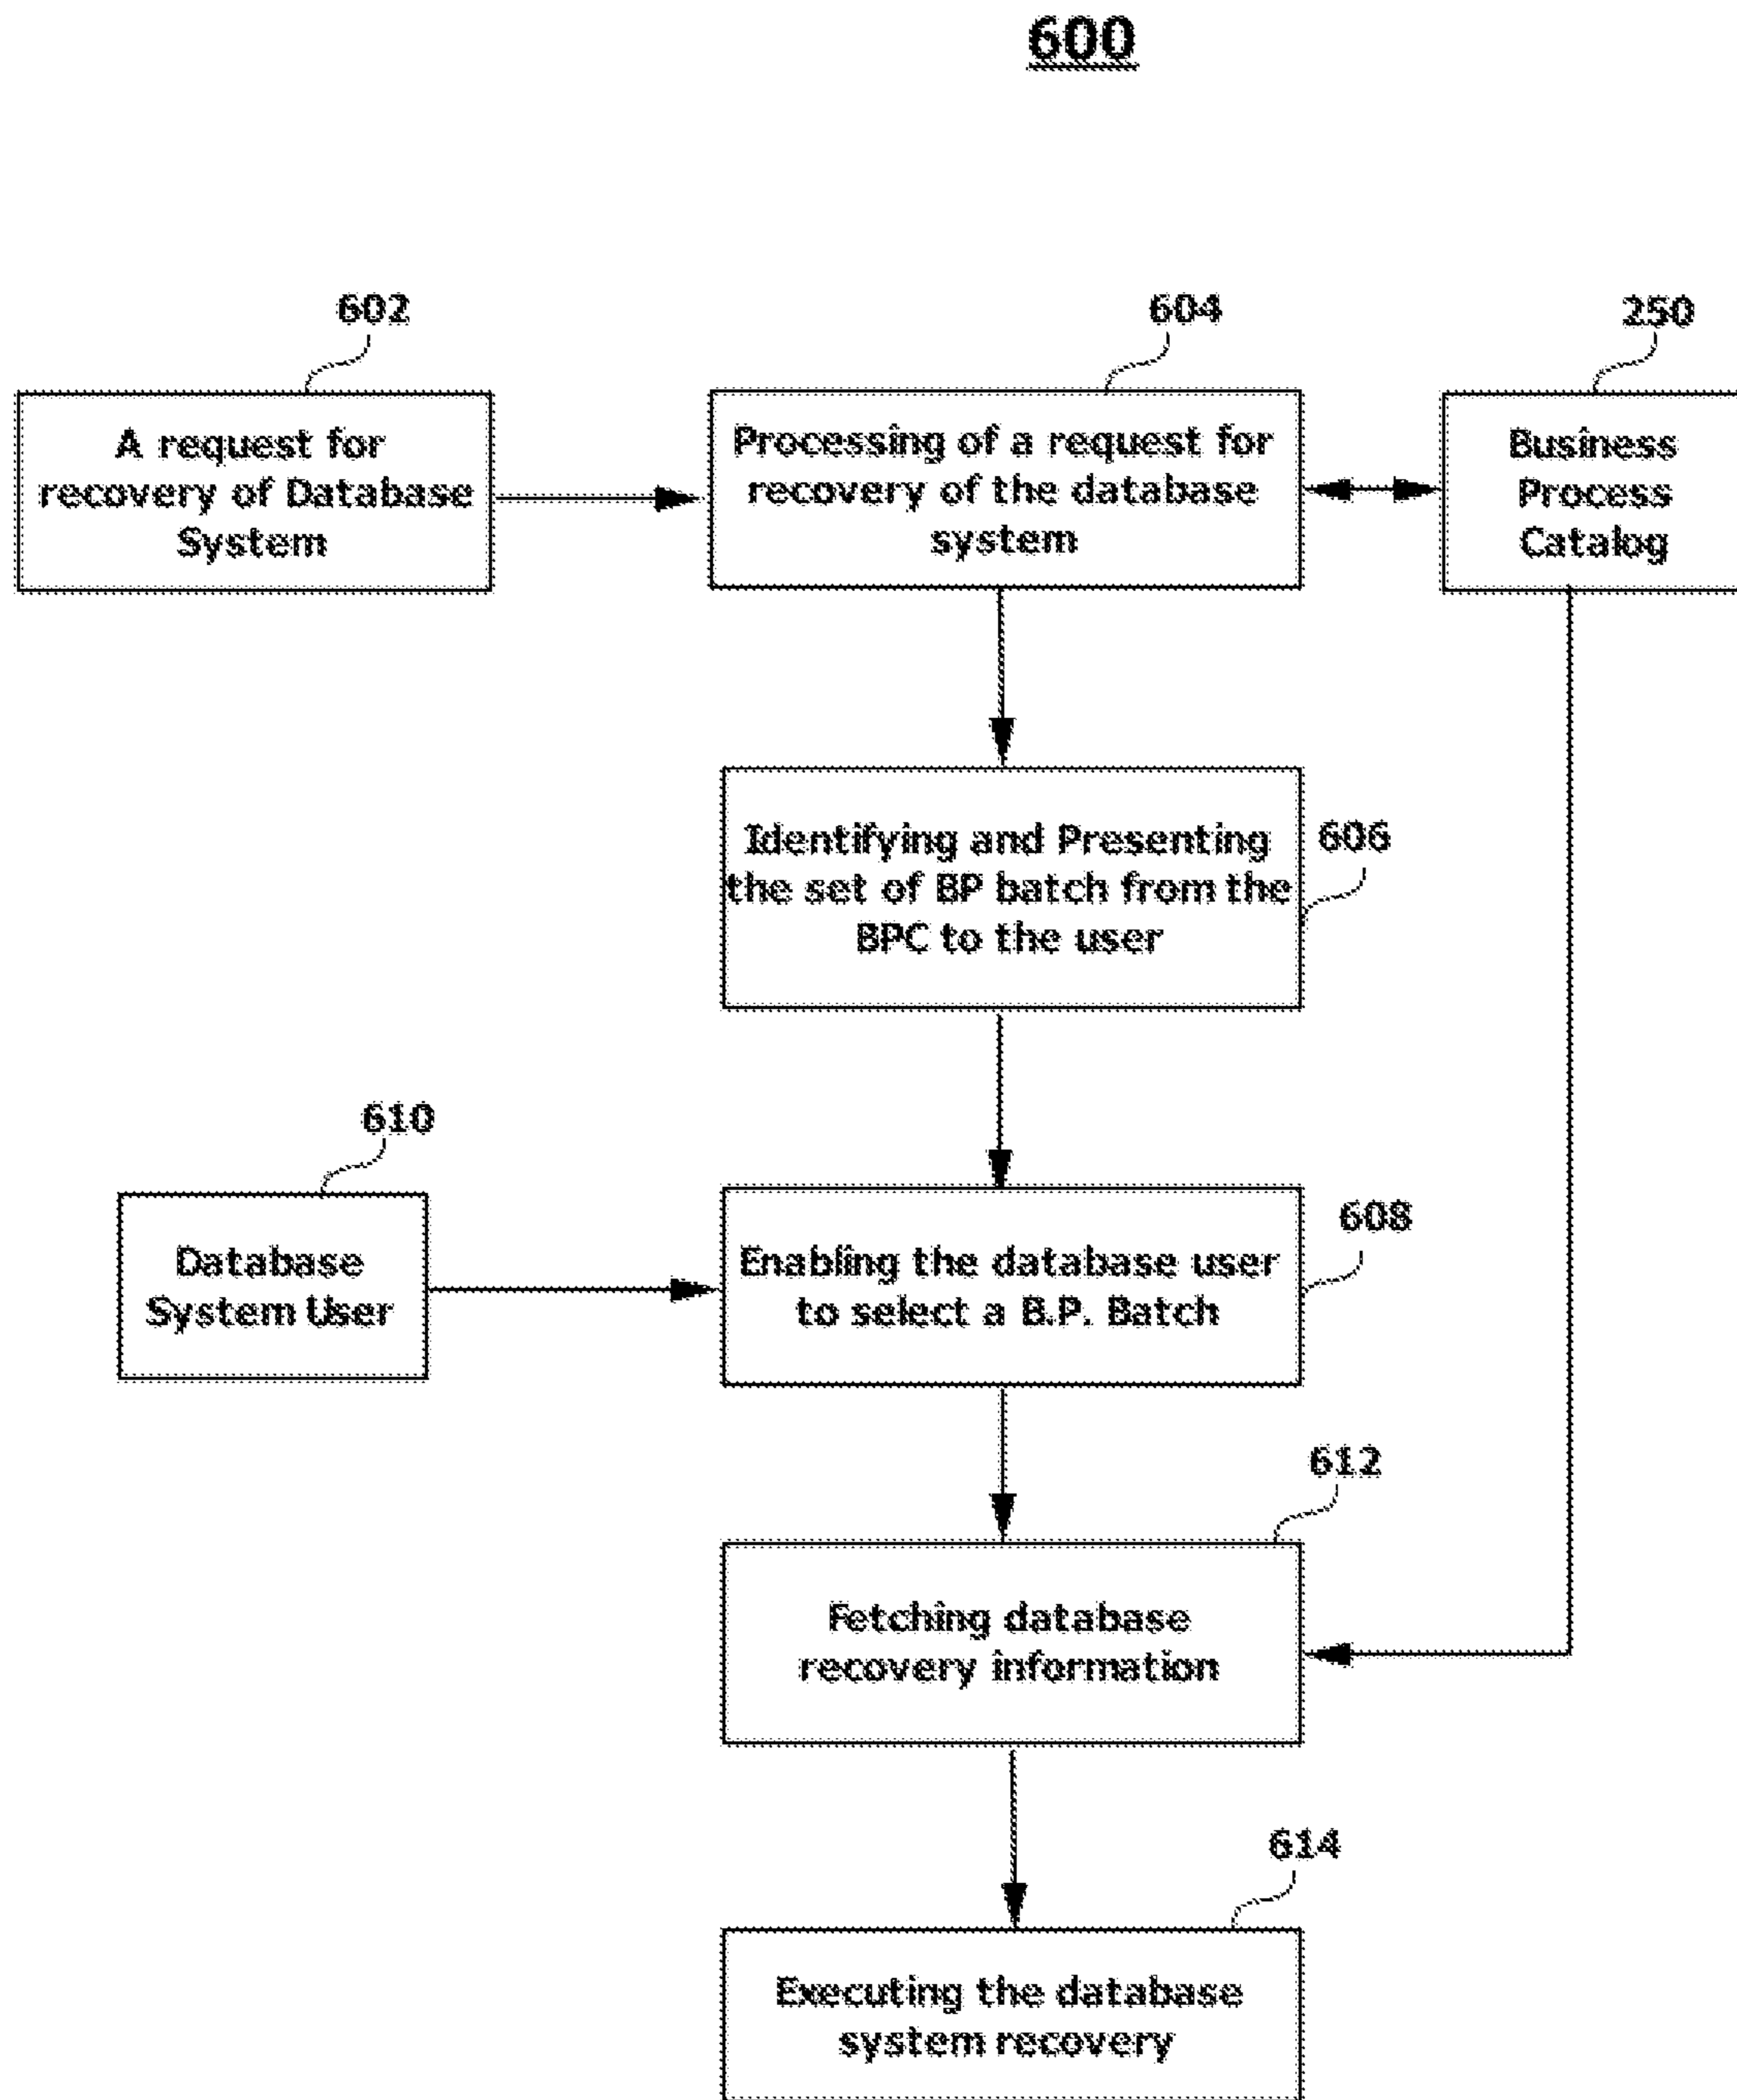 600
602
604
250
A request for
recovery of Database
System
Processing of a request for
recovery of the database
system
Business
Process
Catalog
Identifying and Presenting
the set of BP batch from the
BPC to the user
606
610
Database
System User
Enabling the database user
to select a B.P. Batch
608
612
Fetching database
recovery information
614
Executing the database
system recovery